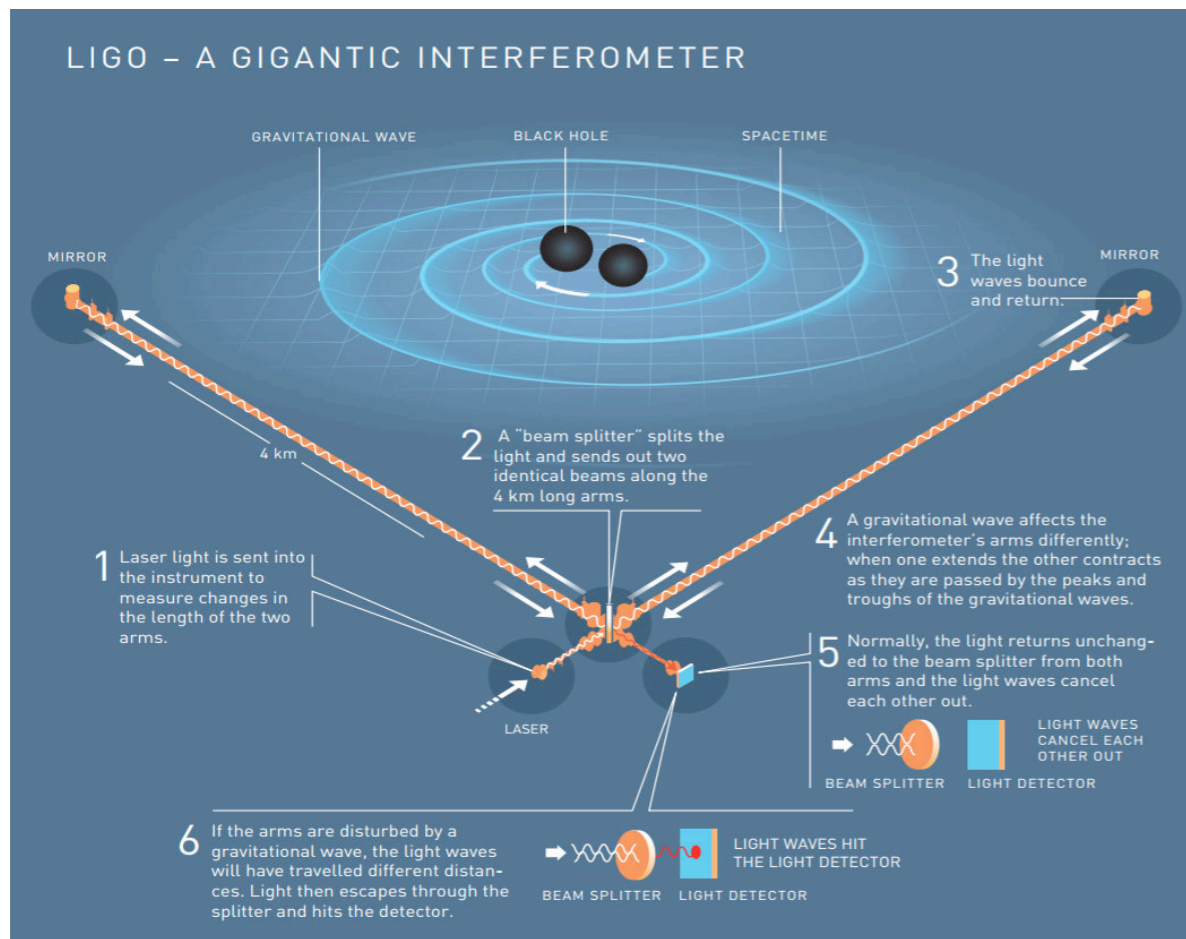 LIGO – A GIGANTIC INTERFEROMETER
GRAVITATIONAL WAVE
BLACK HOLE
SPACETIME
MIRROR
3 The light
waves bounce
and return.
MIRROR
4 km
2 A “beam splitter” splits the
light and sends out two
identical beams along the
4 km long arms.
1 Laser light is sent into
the instrument to
measure changes in
the length of the two
arms.
4 A gravitational wave affects the
interferometer’s arms differently;
when one extends the other contracts
as they are passed by the peaks and
troughs of the gravitational waves.
5 Normally, the light returns unchang-
ed to the beam splitter from both
arms and the light waves cancel
each other out.
LASER
LIGHT WAVES
CANCEL EACH
OTHER OUT
BEAM SPLITTER
LIGHT DETECTOR
6 If the arms are disturbed by a
gravitational wave, the light waves
will have travelled different distan-
ces. Light then escapes through the
splitter and hits the detector.
LIGHT WAVES HIT
THE LIGHT DETECTOR
BEAM SPLITTER
LIGHT DETECTOR